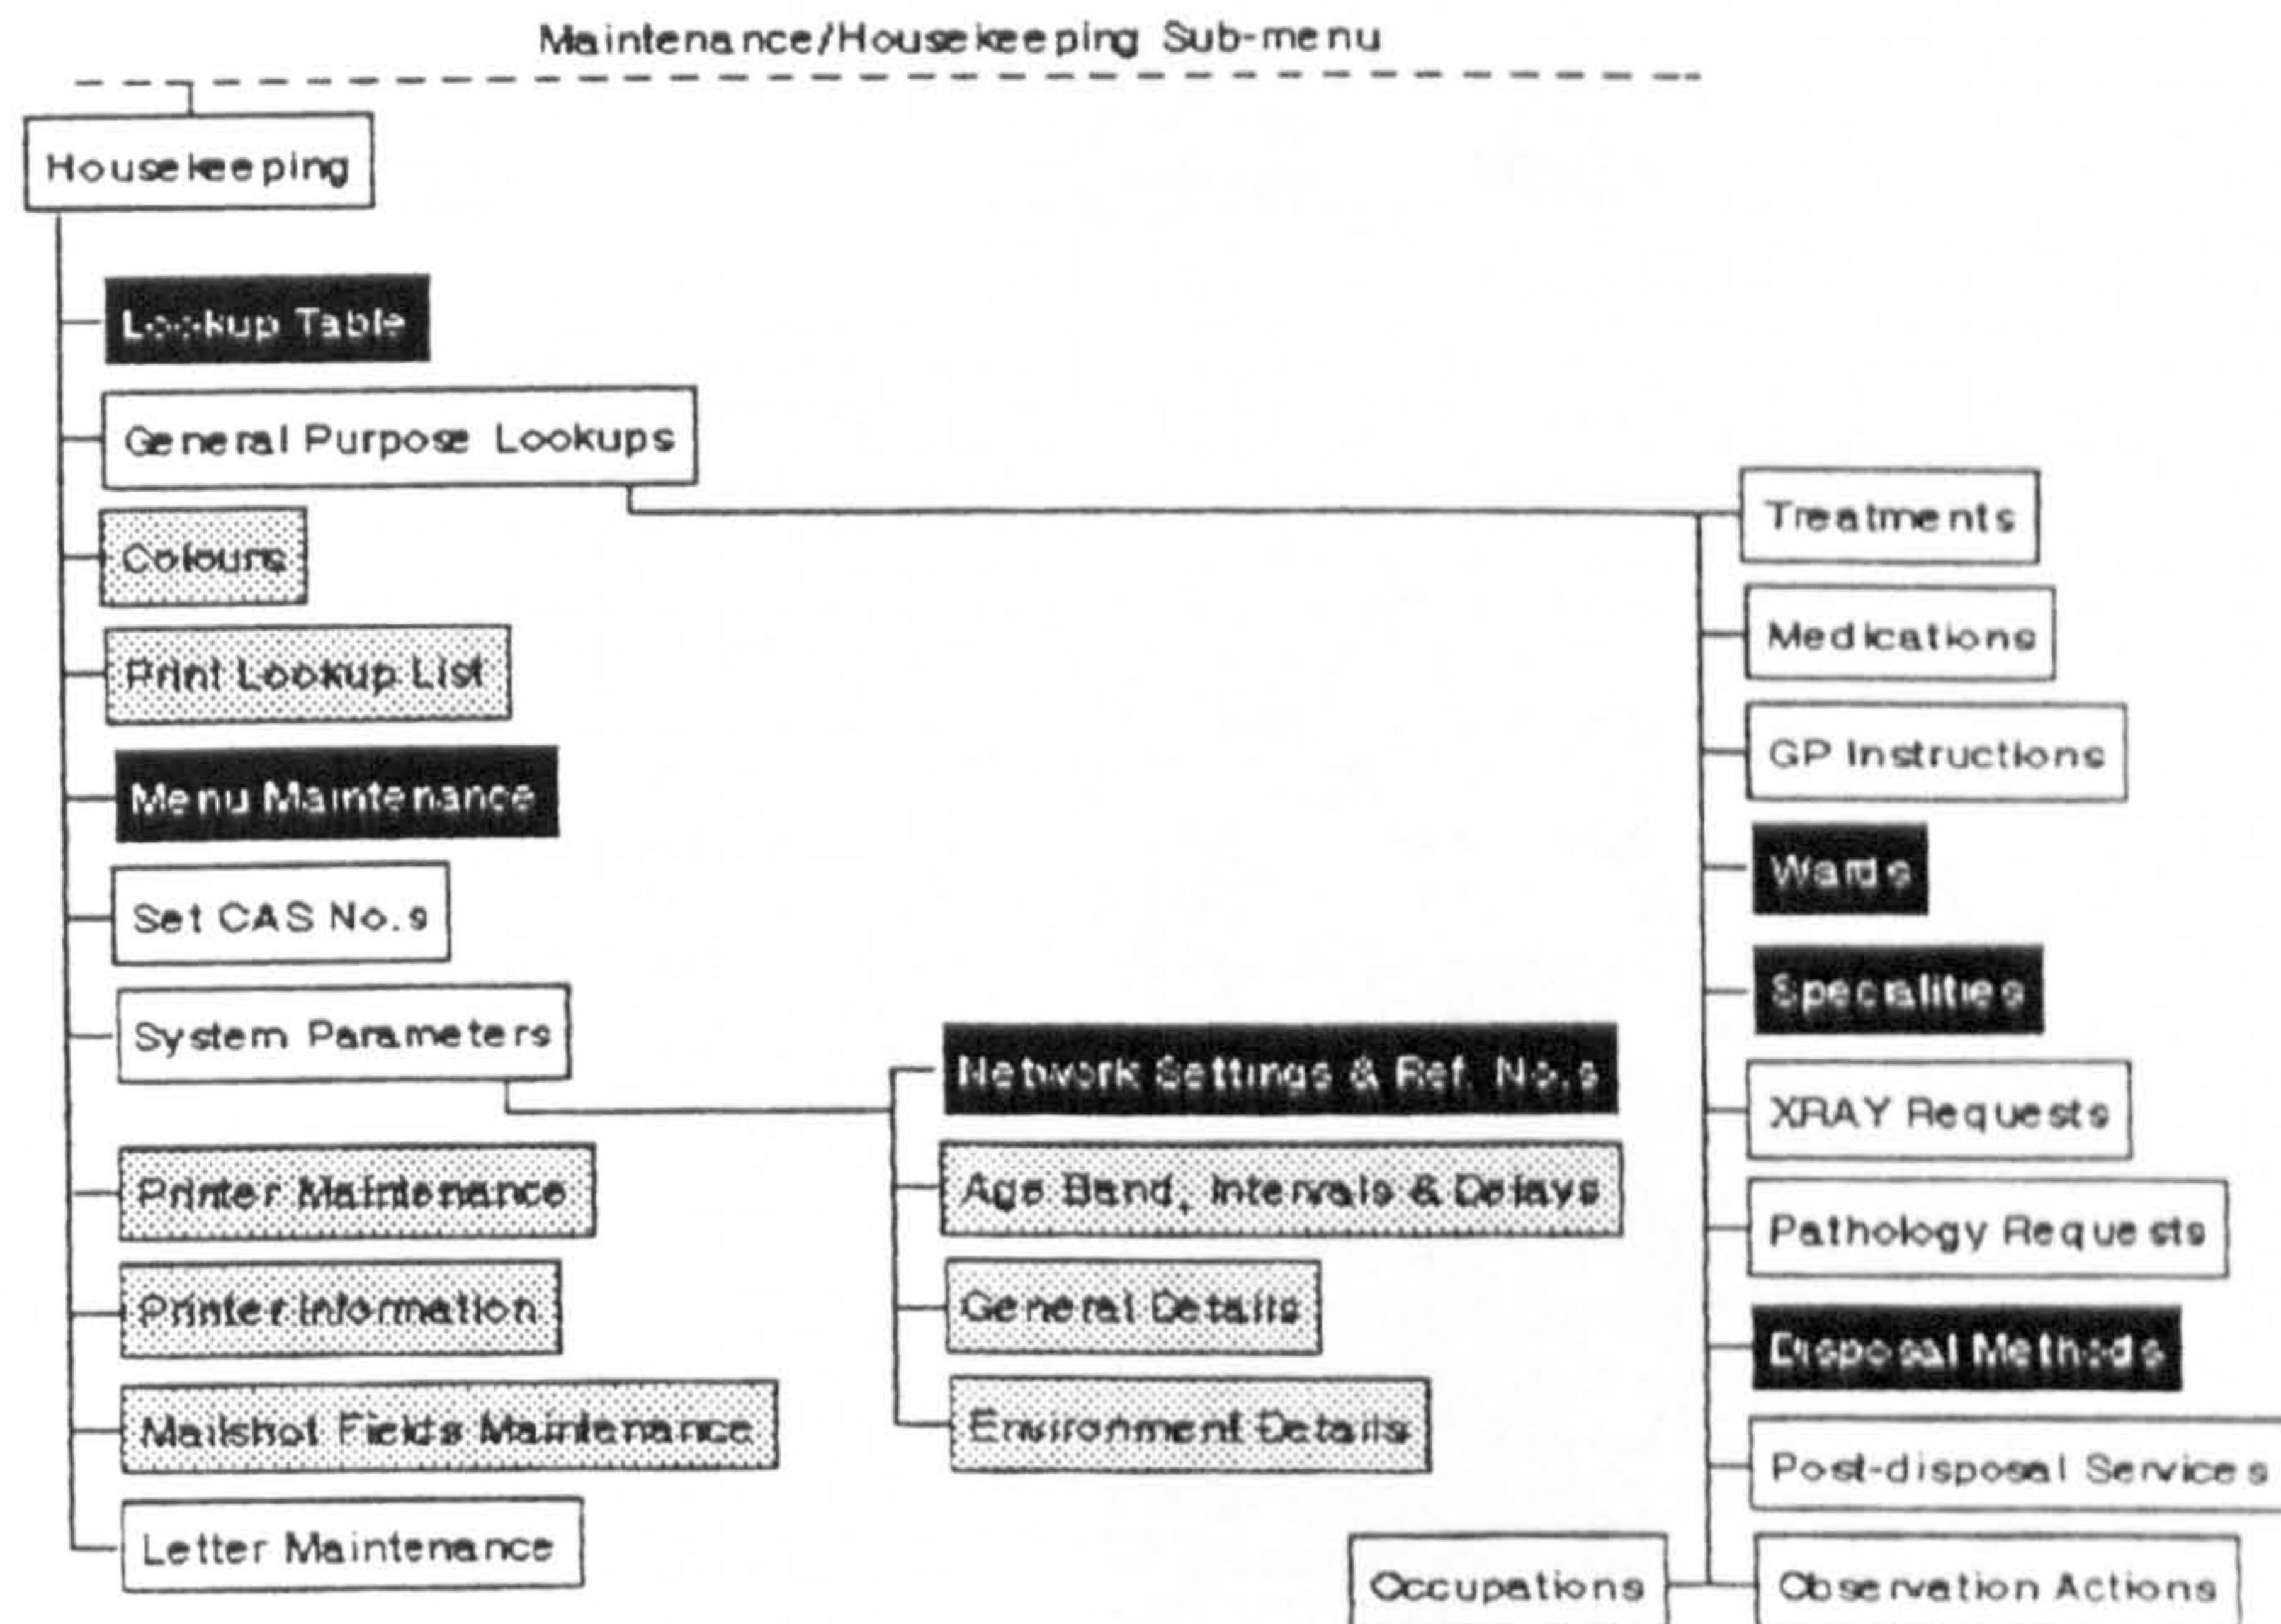 Maintenance/Housekeeping Sub-menu
Housekeeping
Lookup Table
General Purpose Lookups
Colours
Print Lookup List
Menu Maintenance
Set CAS No.s
System Parameters
Printer Maintenance
Printer Information
Mailshot Fields Maintenance
Letter Maintenance
Network Settings & Ref. No.s
Age Band, Intervals & Delays
General Details
Environment Details
Treatments
Medications
GP Instructions
Wards
Specialities
XRAY Requests
Pathology Requests
Disposal Methods
Post-disposal Services
Occupations
Observation Actions